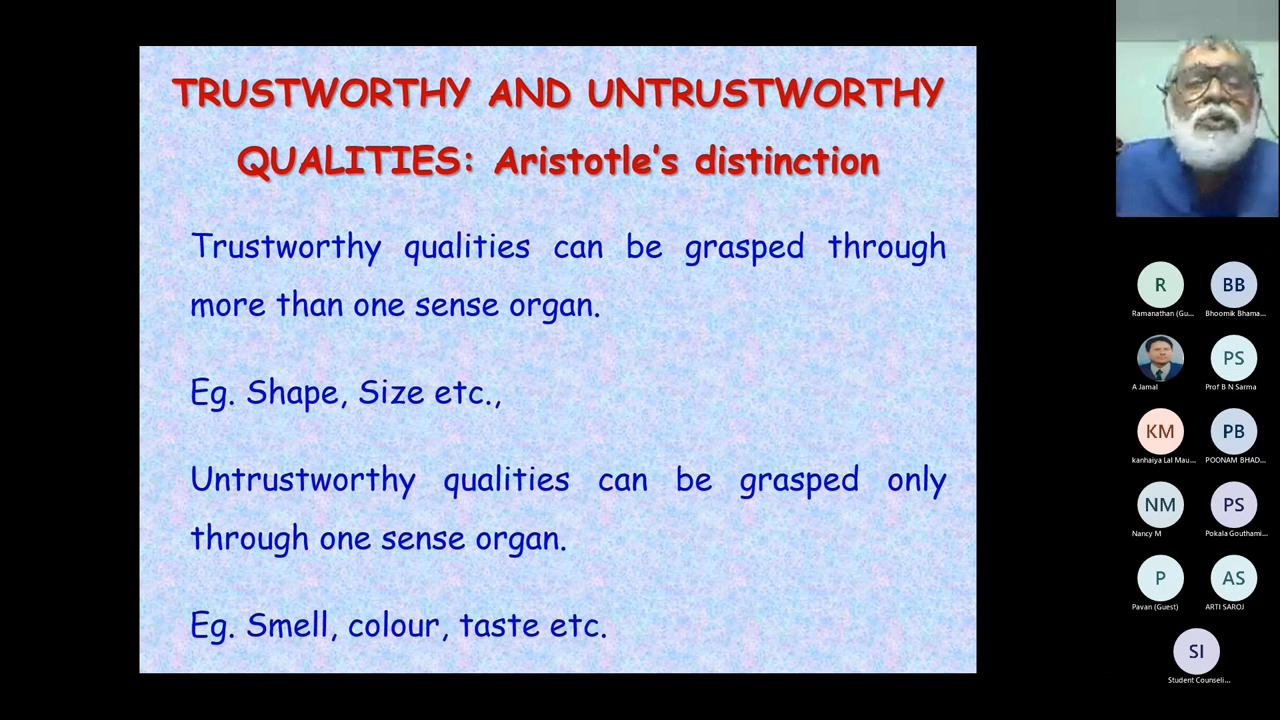 TRUSTWORTHY AND UNTRUSTWORTHY
QUALITIES: Aristotle's distinction
Trustworthy qualities can be grasped through
more than one sense organ.
Eg. Shape, Size etc.,
Untrustworthy qualities can be grasped only
through one sense organ.
Eg. Smell, colour, taste etc.
R
BB
Ramanathan (Gu...
Bhoomik Bhama...
PS
A Jamal
Prof B N Sarma
KM
PB
kanhaiya Lal Mau...
POONAM BHAD...
NM
PS
Nancy M
Pokala Gouthami...
P
AS
Pavan (Guest)
ARTI SAROJ
SI
Student Counseli...